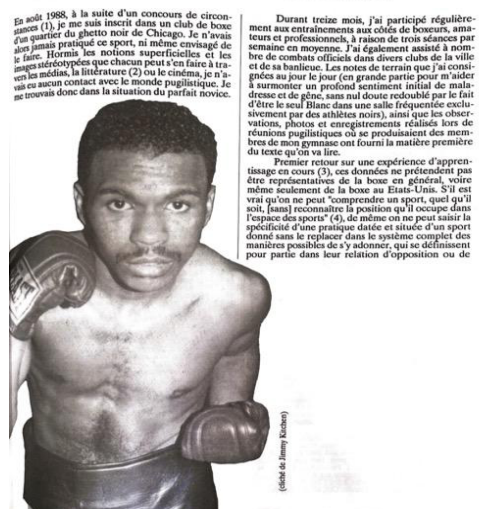 En août 1988, à la suite d'un concours de circon-
stances (1), je me suis inscrit dans un club de boxe
d'un quartier du ghetto noir de Chicago. Je n'avais
alors jamais pratiqué ce sport, ni même envisagé de
le faire. Hormis les notions superficielles et les
images stéréotypées que chacun peut s'en faire à tra-
vers les médias, la littérature (2) ou le cinéma, je n'a-
vais eu aucun contact avec le monde pugilistique. Je
me trouvais donc dans la situation du parfait novice.
Durant treize mois, j'ai participé régulière-
ment aux entraînements aux côtés de boxeurs, ama-
teurs et professionnels, à raison de trois séances par
semaine en moyenne. J'ai également assisté à nom-
bre de combats officiels dans divers clubs de la ville
et de sa banlieue. Les notes de terrain que j'ai consi-
gnées au jour le jour (en grande partie pour m'aider
à surmonter un profond sentiment initial de mala-
dresse et de gêne, sans nul doute redoublé par le fait
d'être le seul Blanc dans une salle fréquentée exclu-
sivement par des athlètes noirs), ainsi que les obser-
vations, photos et enregistrements réalisés lors de
réunions pugilistiques où se produisaient des mem-
bres de mon gymnase ont fourni la matière première
du texte qu'on va lire.
Premier retour sur une expérience d'appren-
tissage en cours (3), ces données ne prétendent pas
être représentatives de la boxe en général, voire
même seulement de la boxe au Etats-Unis. S'il est
vrai qu'on ne peut "comprendre un sport, quel qu'il
soit, [sans] reconnaître la position qu'il occupe dans
l'espace des sports" (4), de même on ne peut saisir la
spécificité d'une pratique datée et située d'un sport
donné sans le replacer dans le système complet des
manières possibles de s'y adonner, qui se définissent
pour partie dans leur relation d'opposition ou de
(cliché de Jimmy Kitchen)